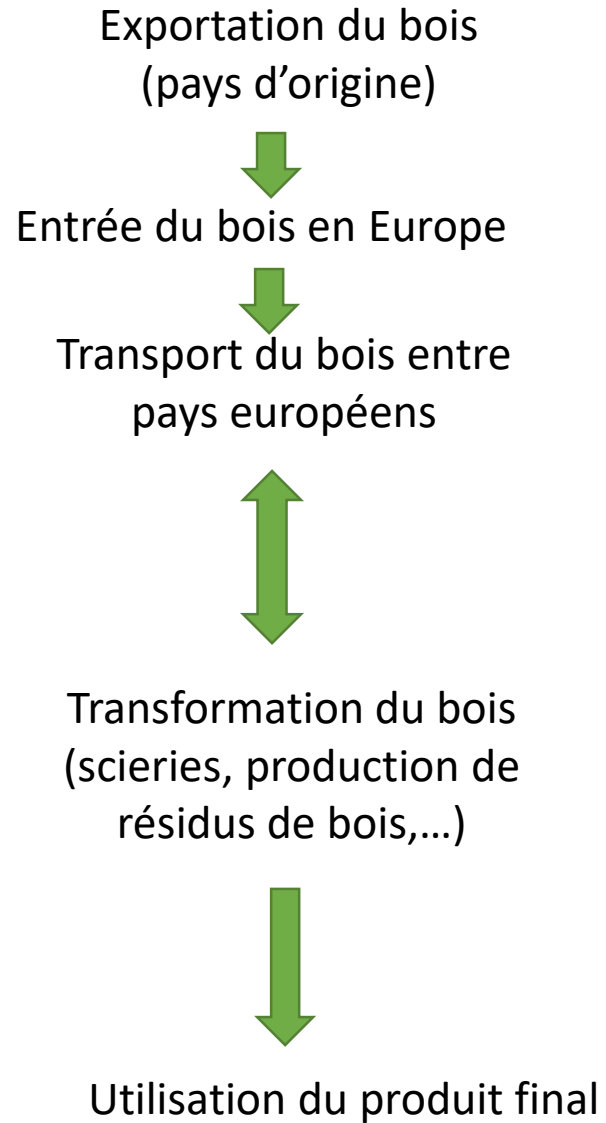 Exportation du bois
(pays d’origine)
Entrée du bois en Europe
Transport du bois entre
pays européens
Transformation du bois
(scieries, production de
résidus de bois,…)
Utilisation du produit final